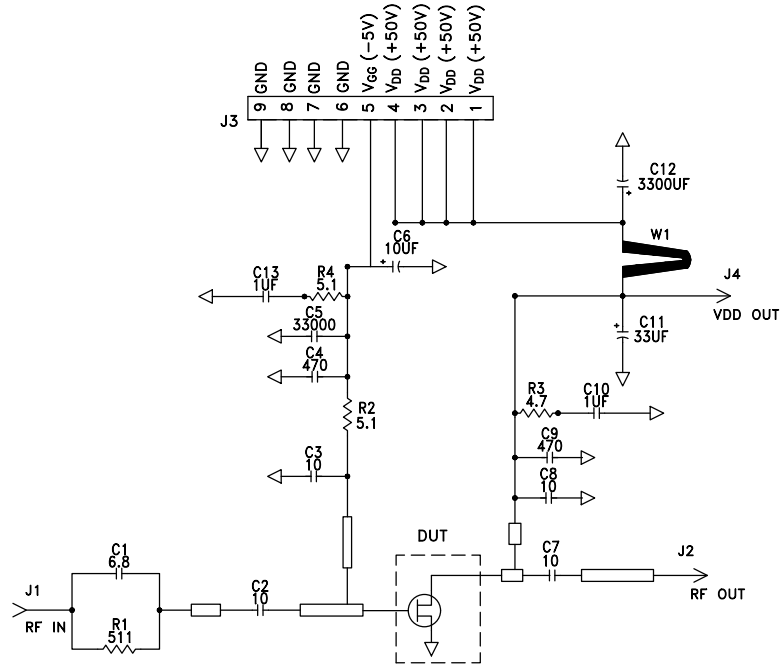 VGG (-5V)
VDD (+50V)
VDD (+50V)
VDD (+50V)
VDD (+50V)
GND
GND
GND
GND
9
8
7
6
5
4
3
2
1
J3
C12
3300UF
+
W1
C6
10UF
+
J4
VDD OUT
C13
1UF
R4
5.1
C5
33000
C11
33UF
+
C4
470
R2
5.1
R3
4.7
C10
1UF
C9
470
C3
10
C8
10
DUT
C7
10
J2
RF OUT
C1
6.8
J1
RF IN
C2
10
R1
511